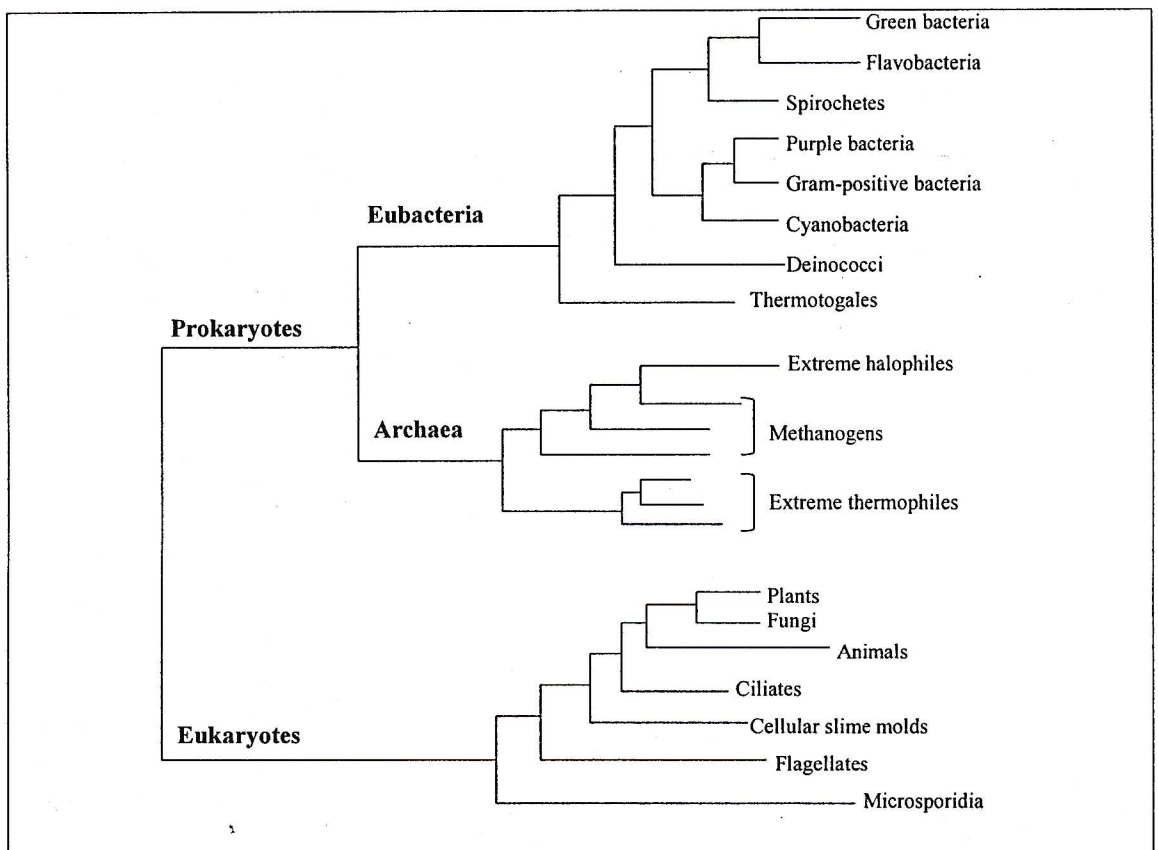 Green bacteria
Flavobacteria
Spirochetes
Purple bacteria
Gram-positive bacteria
Eubacteria
Cyanobacteria
Deinococci
Thermotogales
Prokaryotes
Extreme halophiles
Archaea
Methanogens
Extreme thermophiles
Plants
Fungi
Animals
Ciliates
Cellular slime molds
Eukaryotes
Flagellates
Microsporidia